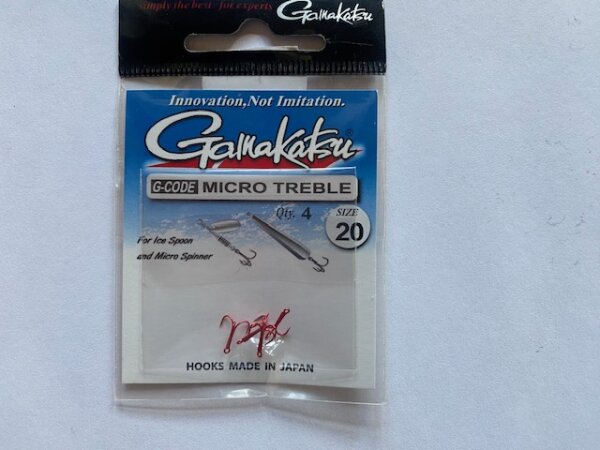 Simply the best - for experts
Gamakatsu
Innovation, Not Imitation.
Gamakatsu®
G-CODE MICRO TREBLE
Qty. 4 SIZE
20
For Ice Spoon
and Micro Spinner
HOOKS MADE IN JAPAN